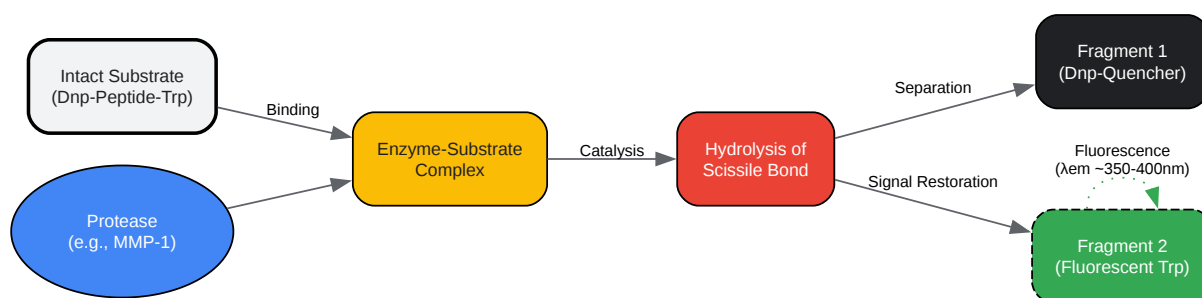 Intact Substrate
(Dnp-Peptide-Trp)
Protease
(e.g., MMP-1)
Binding
Enzyme-Substrate
Complex
Catalysis
Hydrolysis of
Scissile Bond
Separation
Signal Restoration
Fragment 1
(Dnp-Quencher)
Fluorescence
(λem ~350-400nm)
Fragment 2
(Fluorescent Trp)